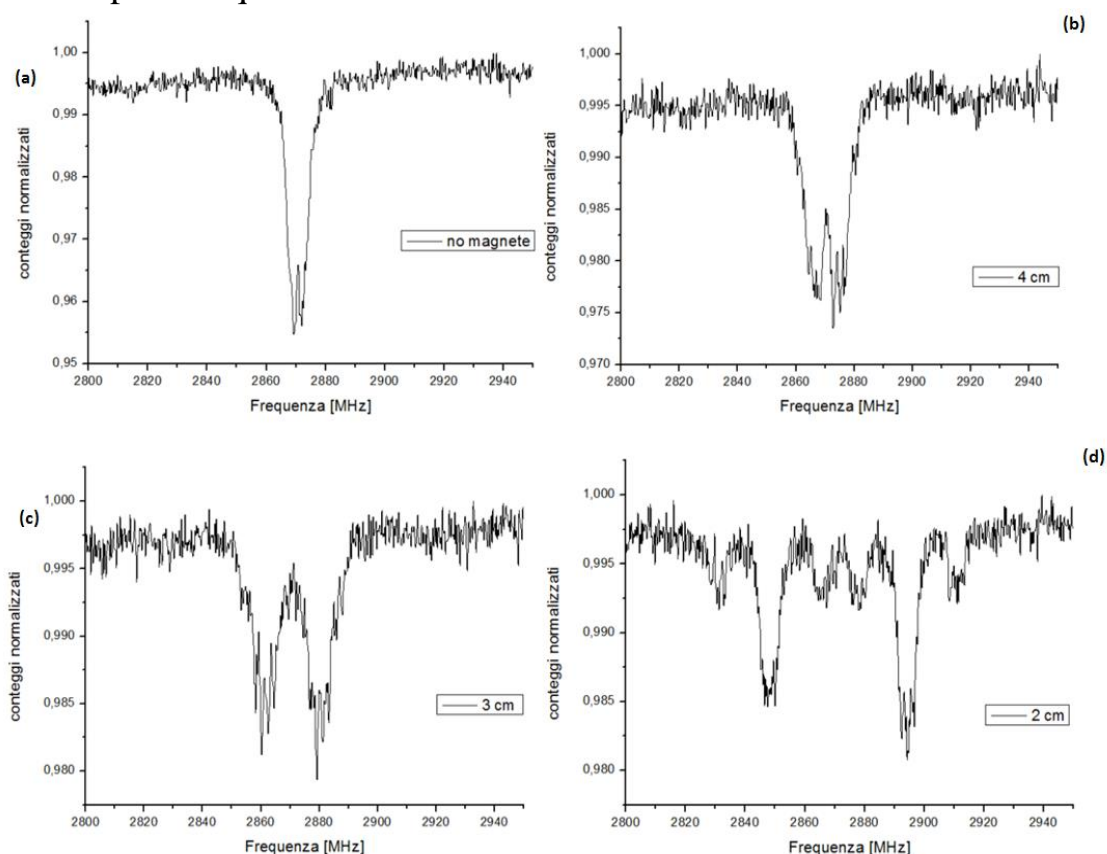 (a)
1,00
0,99
0,98
0,97
0,96
0,95
conteggi normalizzati
no magnete
2800 2820 2840 2860 2880 2900 2920 2940
Frequenza [MHz]
(b)
1,000
0,995
0,990
0,985
0,980
0,975
0,970
conteggi normalizzati
4 cm
2800 2820 2840 2860 2880 2900 2920 2940
Frequenza [MHz]
(c)
1,000
0,995
0,990
0,985
0,980
conteggi normalizzati
3 cm
2800 2820 2840 2860 2880 2900 2920 2940
Frequenza [MHz]
(d)
1,000
0,995
0,990
0,985
0,980
conteggi normalizzati
2 cm
2800 2820 2840 2860 2880 2900 2920 2940
Frequenza [MHz]